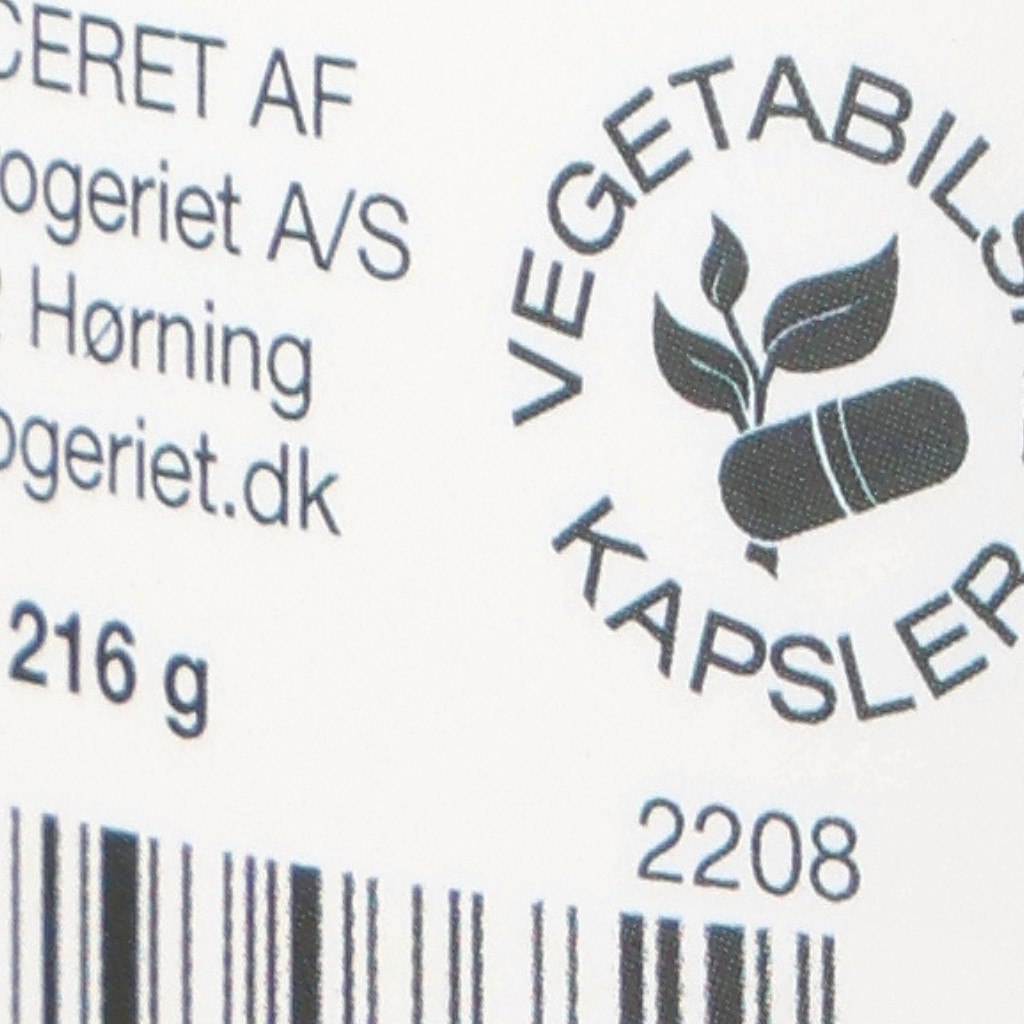 CERET AF
ogeriet A/S
Hørning
ogeriet.dk
216 g
VEGETABILS
KAPSLER
2208